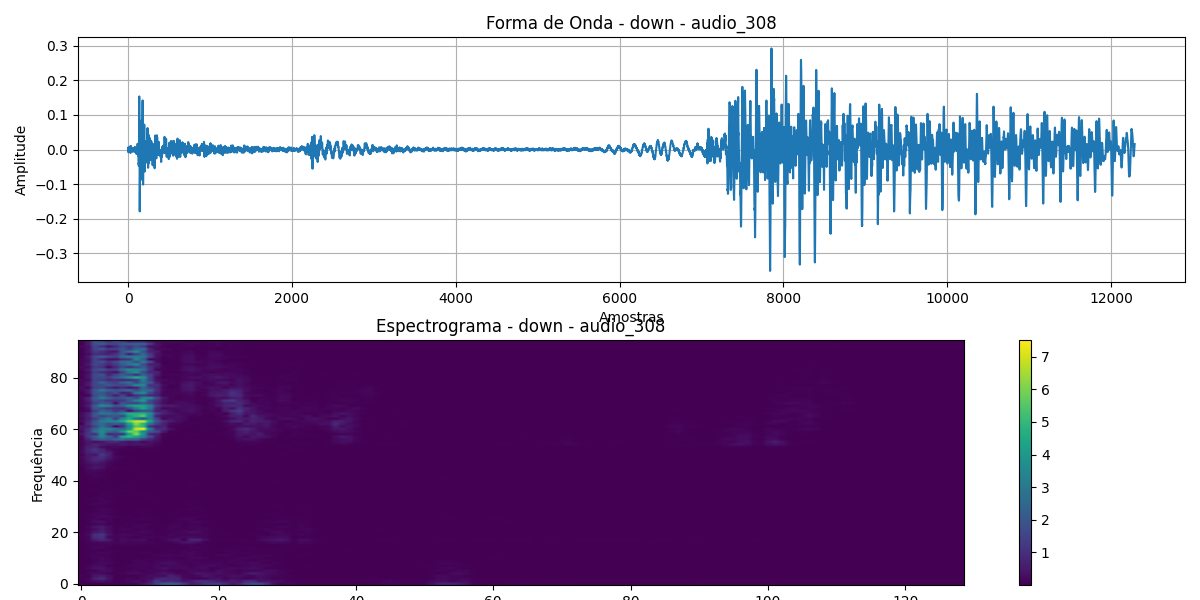 Forma de Onda - down - audio_308
0.3
0.2
0.1
0.0
−0.1
−0.2
−0.3
Amplitude
0 2000 4000 6000 8000 10000 12000
Amostras
Espectrograma - down - audio_308
80
60
40
20
0
Frequência
0 20 40 60 80 100 120
7
6
5
4
3
2
1